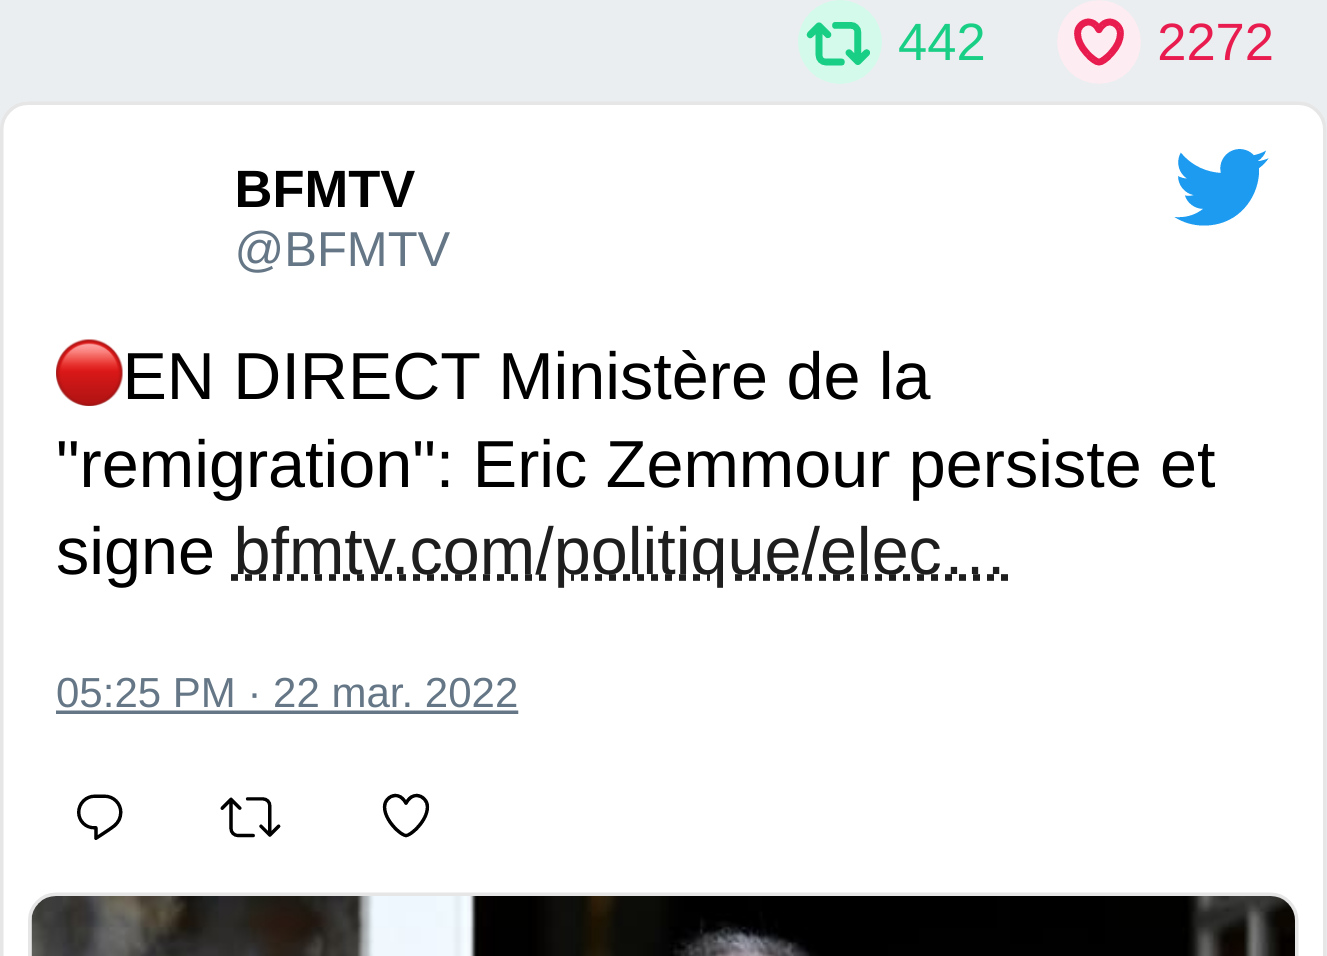 442 2272
BFMTV
@BFMTV
🔴EN DIRECT Ministère de la
"remigration": Eric Zemmour persiste et
signe bfmtv.com/politique/elec…
05:25 PM · 22 mar. 2022